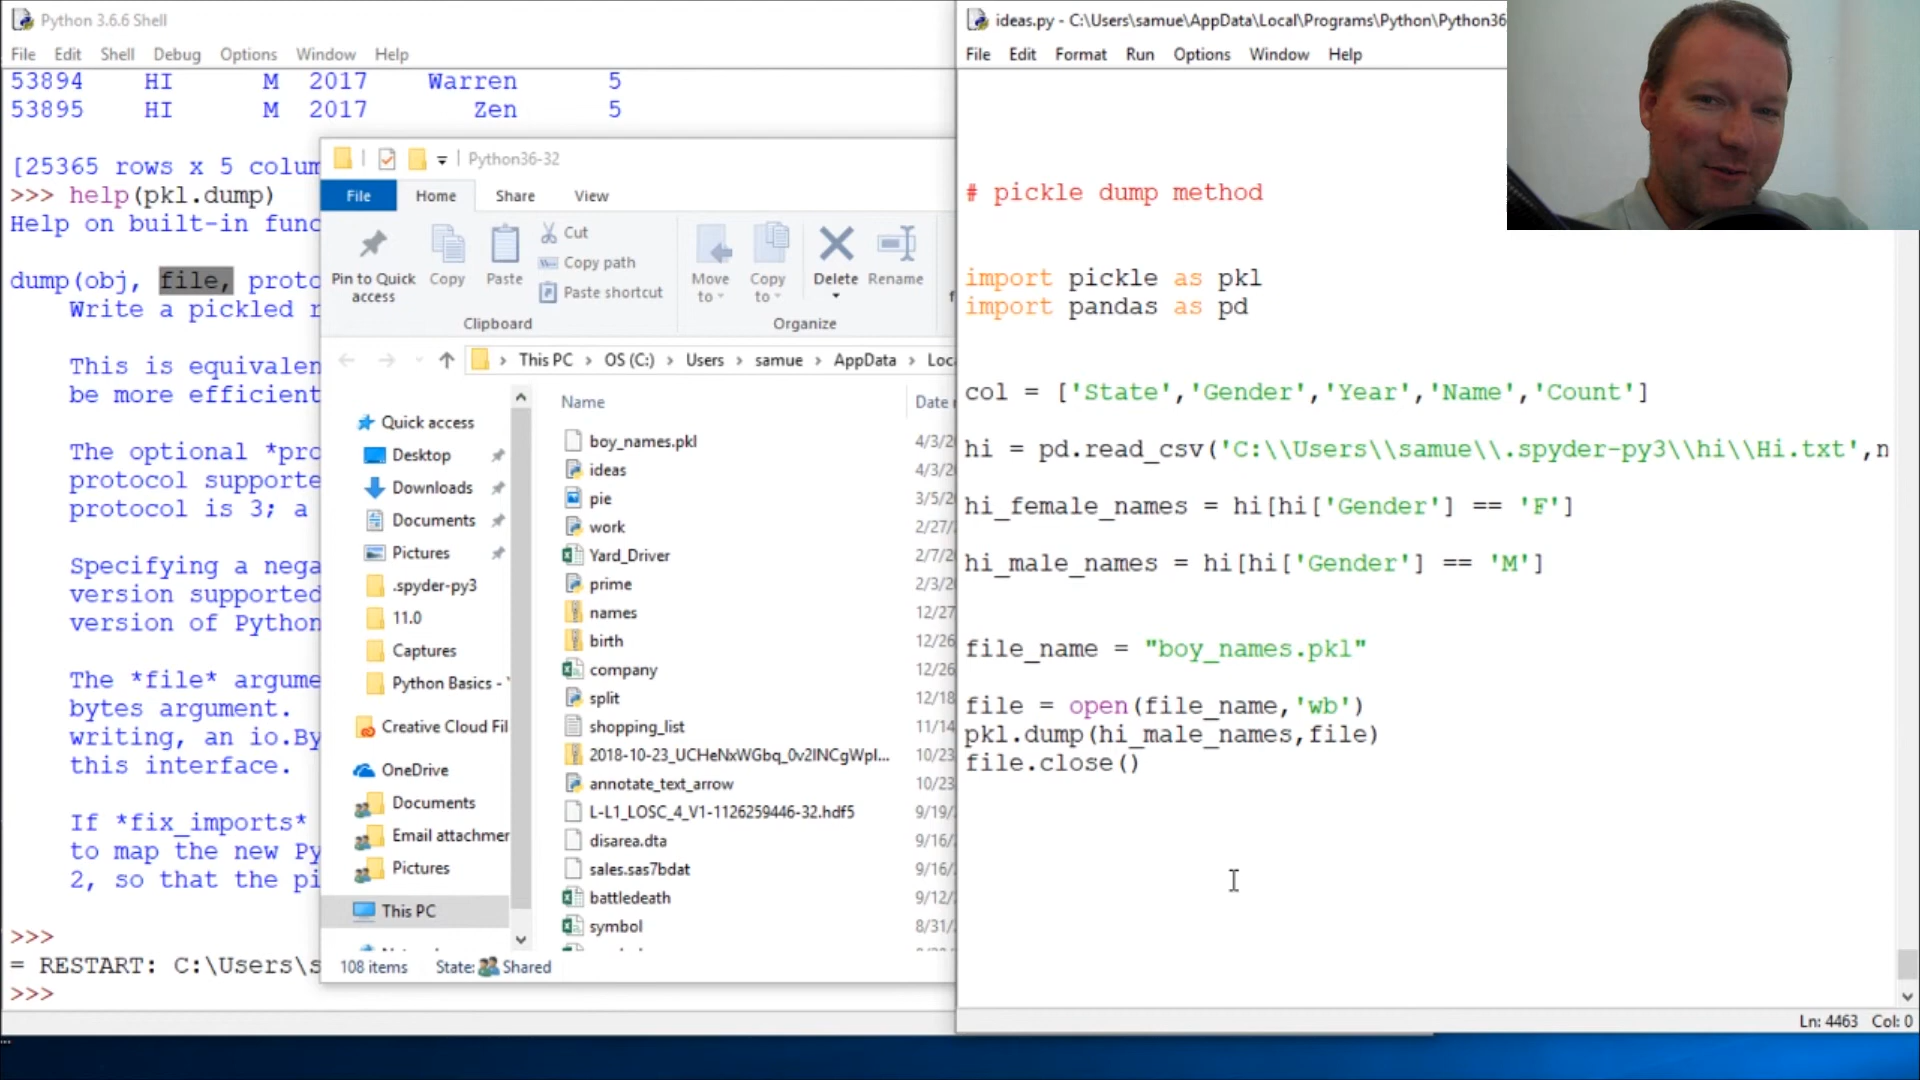 Python 3.6.6 Shell
File Edit Shell Debug Options Window Help
53894 HI M 2017 Warren 5
53895 HI M 2017 Zen 5
[25365 rows x 5 colum
>>> help(pkl.dump)
Help on built-in func
dump(obj, file, proto
Write a pickled r
This is equivalen
be more efficient
The optional *pro
protocol supporte
protocol is 3; a
Specifying a nega
version supported
version of Python
The *file* argume
bytes argument.
writing, an io.By
this interface.
If *fix_imports*
to map the new Py
2, so that the pi
>>>
= RESTART: C:\Users\s
>>>
Python36-32
File Home Share View
Pin to Quick access
Copy
Paste
Cut
Copy path
Paste shortcut
Move to
Copy to
Delete
Rename
Clipboard
Organize
This PC > OS (C:) > Users > samue > AppData > Loc
Quick access
Desktop
Downloads
Documents
Pictures
.spyder-py3
11.0
Captures
Python Basics -
Creative Cloud Fil
OneDrive
Documents
Email attachmer
Pictures
This PC
Name Date
boy_names.pkl 4/3/2
ideas 4/3/2
pie 3/5/2
work 2/27/
Yard_Driver 2/7/2
prime 2/3/2
names 12/27
birth 12/26
company 12/26
split 12/18
shopping_list 11/14
2018-10-23_UCHeNxWGbq_0v2lNCgWpI... 10/23
annotate_text_arrow 10/23
L-L1_LOSC_4_V1-1126259446-32.hdf5 9/19/
disarea.dta 9/16/
sales.sas7bdat 9/16/
battledeath 9/12/
symbol 8/31/
108 items State: Shared
ideas.py - C:\Users\samue\AppData\Local\Programs\Python\Python36
File Edit Format Run Options Window Help
# pickle dump method
import pickle as pkl
import pandas as pd
col = ['State','Gender','Year','Name','Count']
hi = pd.read_csv('C:\\Users\\samue\\.spyder-py3\\hi\\Hi.txt',n
hi_female_names = hi[hi['Gender'] == 'F']
hi_male_names = hi[hi['Gender'] == 'M']
file_name = "boy_names.pkl"
file = open(file_name,'wb')
pkl.dump(hi_male_names,file)
file.close()
Ln: 4463 Col: 0